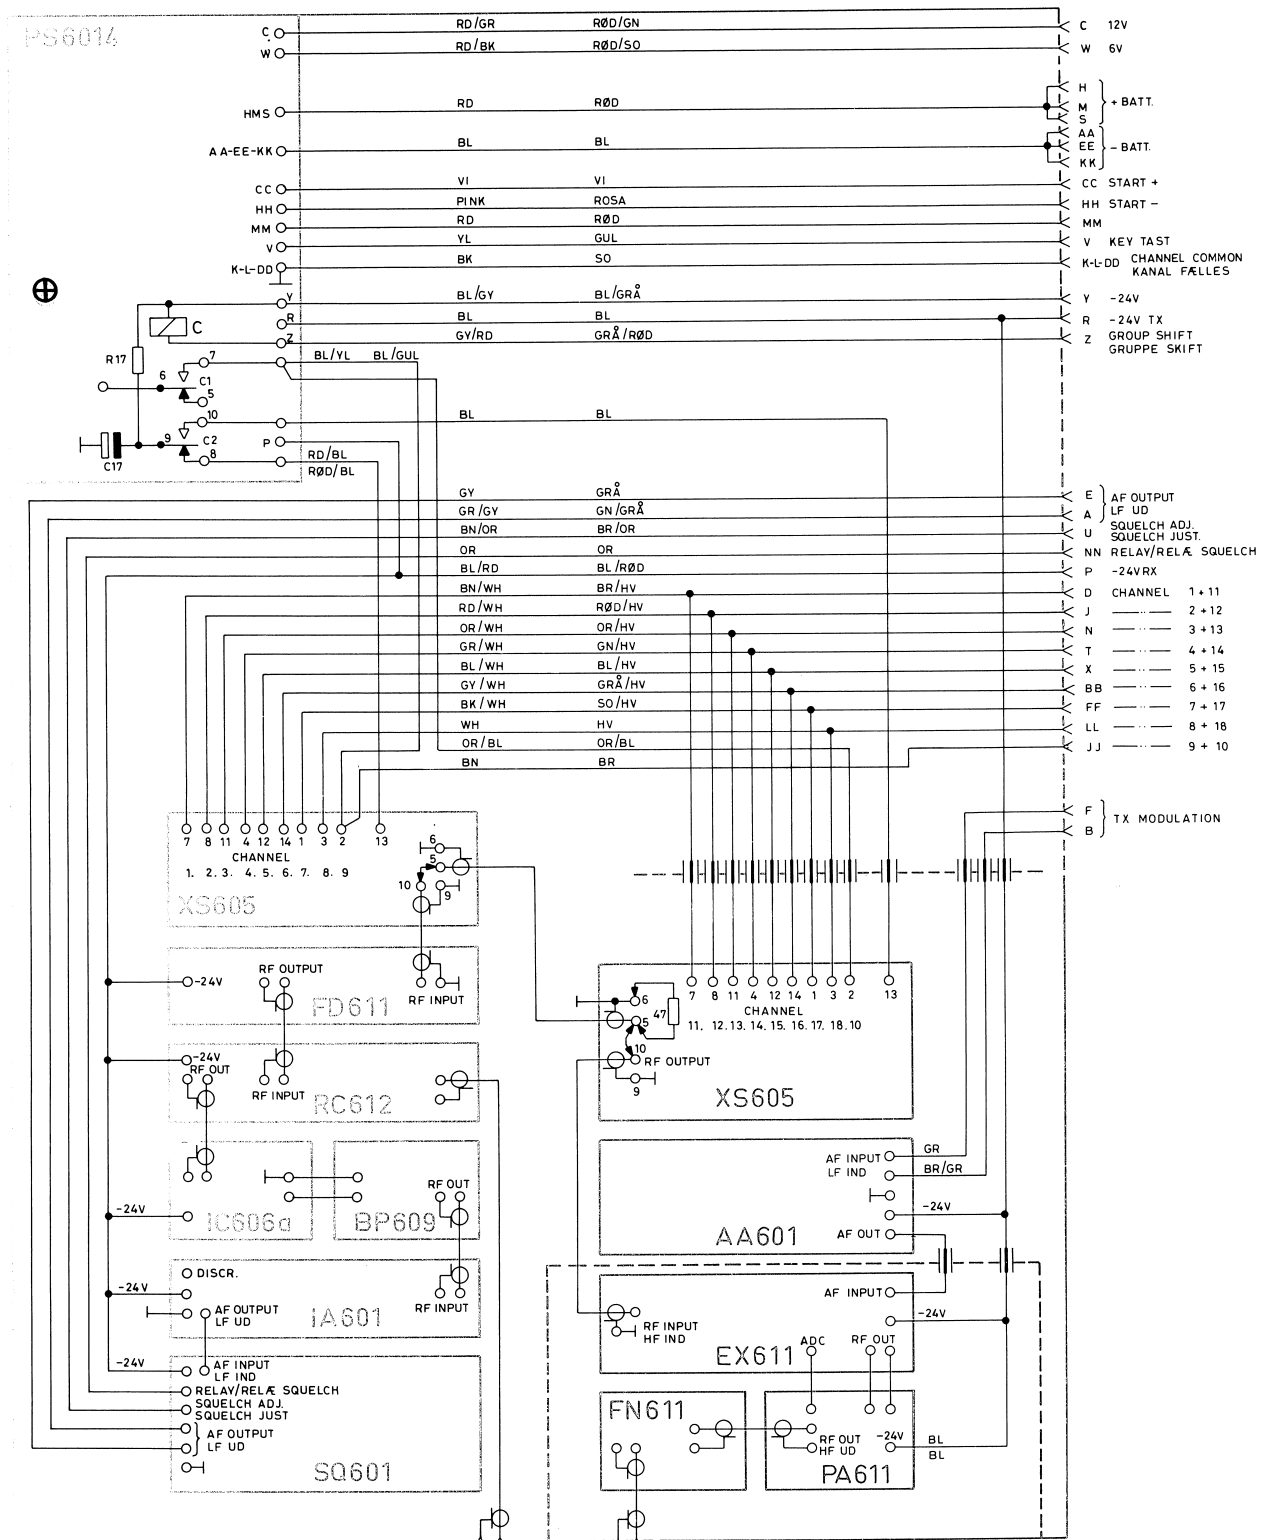 PS6014
C RD/GR RØD/GN C 12V
W RD/BK RØD/SO W 6V
H
HMS RD RØD M + BATT.
S
AA
AA-EE-KK BL BL EE - BATT.
KK
CC VI VI CC START +
HH PINK ROSA HH START -
MM RD RØD MM
V YL GUL V KEY TAST
K-L-DD BK SO K-L-DD CHANNEL COMMON
KANAL FÆLLES
Y BL/GY BL/GRÅ Y -24V
C R BL BL R -24V TX
Z GY/RD GRÅ/RØD Z GROUP SHIFT
GRUPPE SKIFT
R17 7 BL/YL BL/GUL
6 C1
5
10 BL BL
9 C2 P
8 RD/BL
C17 RØD/BL
GY GRÅ E AF OUTPUT
GR/GY GN/GRÅ A LF UD
BN/OR BR/OR U SQUELCH ADJ.
SQUELCH JUST.
OR OR NN RELAY/RELÆ SQUELCH
BL/RD BL/RØD P -24VRX
BN/WH BR/HV D CHANNEL 1+11
RD/WH RØD/HV J 2+12
OR/WH OR/HV N 3+13
GR/WH GN/HV T 4+14
BL/WH BL/HV X 5+15
GY/WH GRÅ/HV BB 6+16
BK/WH SO/HV FF 7+17
WH HV LL 8+18
OR/BL OR/BL JJ 9+10
BN BR
F
B TX MODULATION
7 8 11 4 12 14 1 3 2 13
CHANNEL
1. 2. 3. 4. 5. 6. 7. 8. 9
6
5
10 9
XS605
-24V RF OUTPUT
FD611 RF INPUT
7 8 11 4 12 14 1 3 2 13
CHANNEL
11. 12. 13. 14. 15. 16. 17. 18. 10
6
47
5
10
RF OUTPUT
9
XS605
-24V
RF OUT
RF INPUT RC612
-24V
IC606a BP609
RF OUT
AF INPUT GR
LF IND BR/GR
-24V
AF OUT
AA601
DISCR.
-24V
AF OUTPUT
LF UD
IA601 RF INPUT
AF INPUT
-24V
RF INPUT
HF IND
EX611 ADC RF OUT
-24V
AF INPUT
LF IND
RELAY/RELÆ SQUELCH
SQUELCH ADJ.
SQUELCH JUST
AF OUTPUT
LF UD
SQ601
FN611
RF OUT
HF UD
-24V BL
BL
PA611